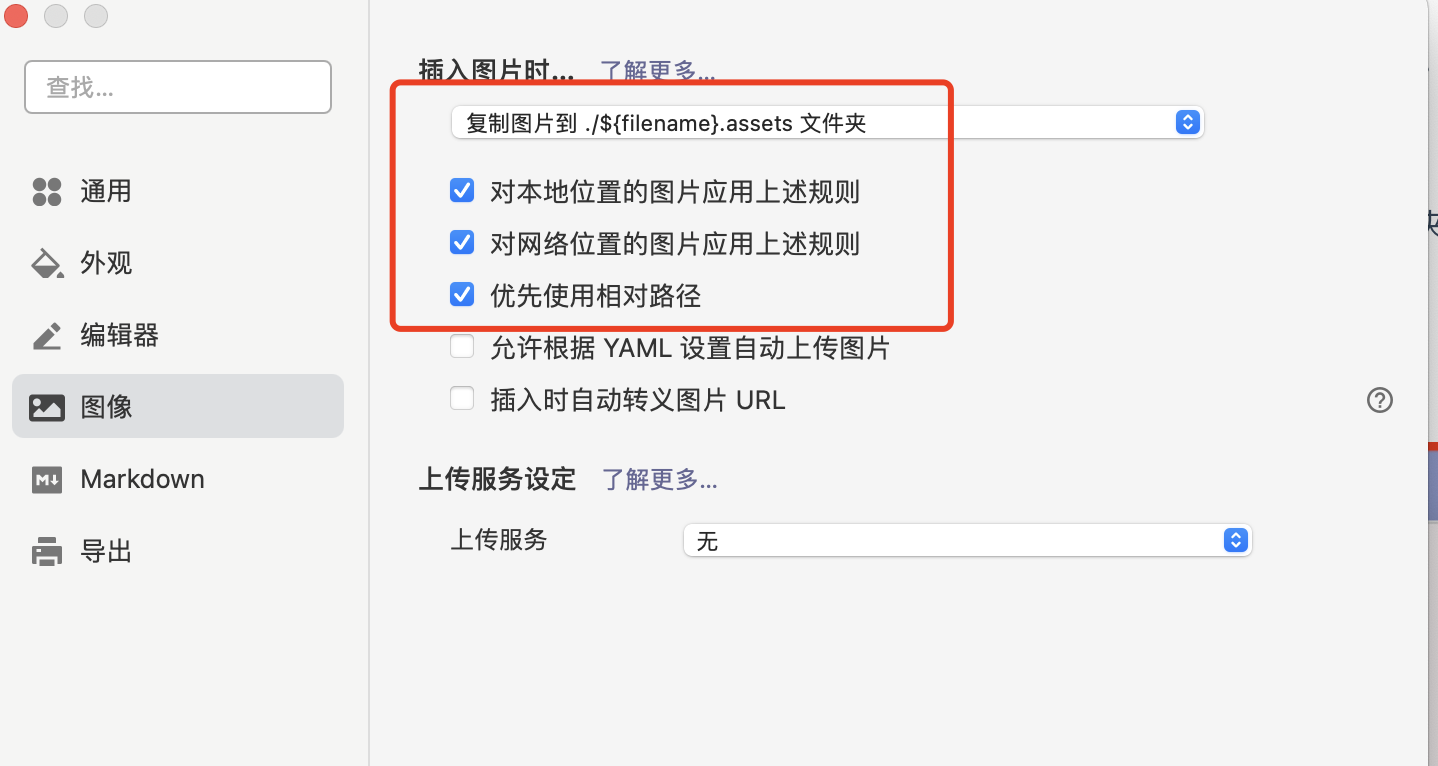 查找...
通用
外观
编辑器
图像
Markdown
导出
插入图片时... 了解更多...
复制图片到 ./${filename}.assets 文件夹
对本地位置的图片应用上述规则
对网络位置的图片应用上述规则
优先使用相对路径
允许根据 YAML 设置自动上传图片
插入时自动转义图片 URL
上传服务设定 了解更多...
上传服务 无